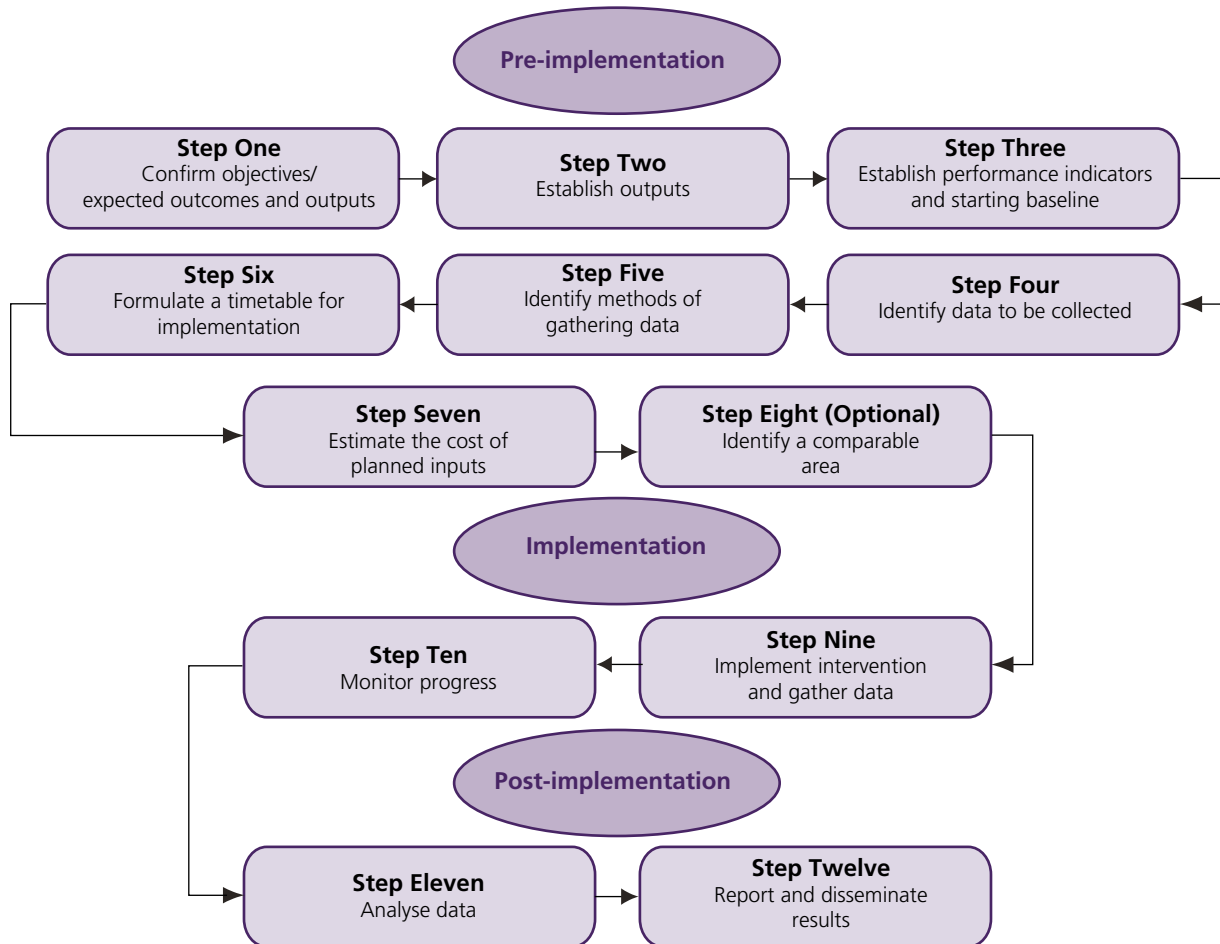 Pre-implementation
Step One
Confirm objectives/
expected outcomes and outputs
Step Two
Establish outputs
Step Three
Establish performance indicators
and starting baseline
Step Four
Identify data to be collected
Step Five
Identify methods of
gathering data
Step Six
Formulate a timetable for
implementation
Step Seven
Estimate the cost of
planned inputs
Step Eight (Optional)
Identify a comparable
area
Implementation
Step Nine
Implement intervention
and gather data
Step Ten
Monitor progress
Post-implementation
Step Eleven
Analyse data
Step Twelve
Report and disseminate
results